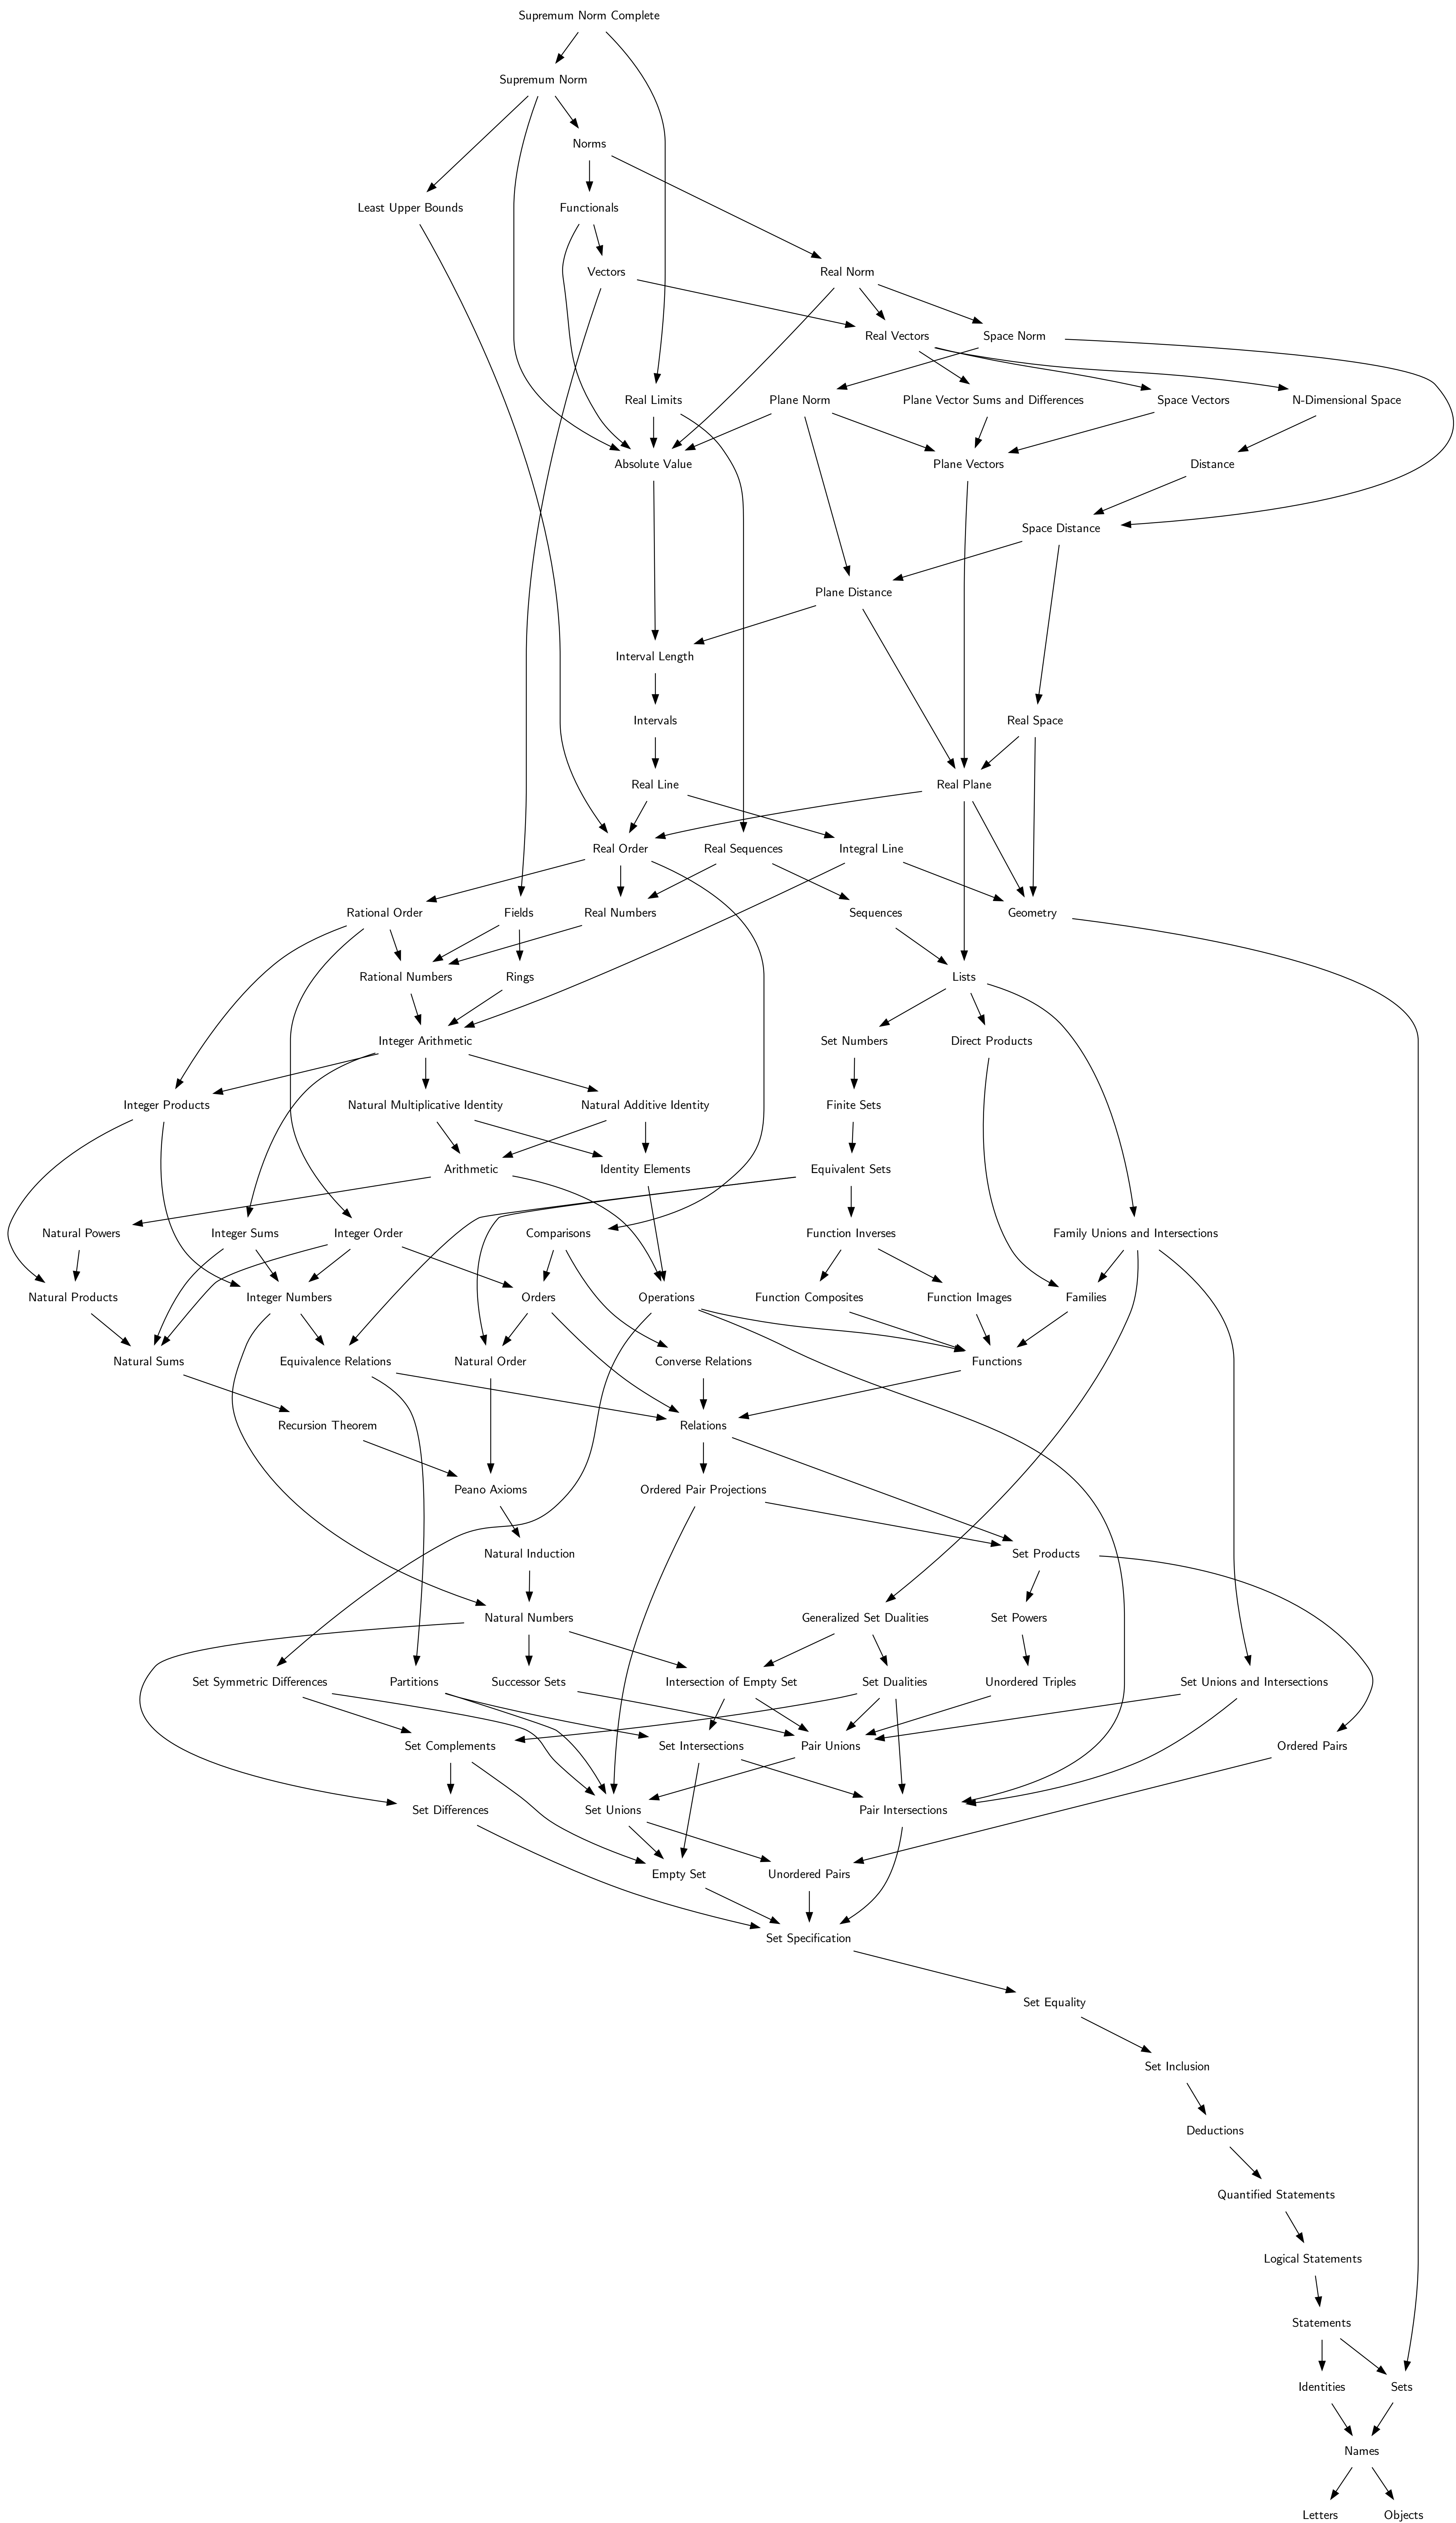 Supremum Norm Complete
Supremum Norm
Norms
Least Upper Bounds
Functionals
Vectors
Real Norm
Real Vectors
Space Norm
Real Limits
Plane Norm
Plane Vector Sums and Differences
Space Vectors
N-Dimensional Space
Absolute Value
Plane Vectors
Distance
Space Distance
Plane Distance
Interval Length
Intervals
Real Space
Real Line
Real Plane
Real Order
Real Sequences
Integral Line
Rational Order
Fields
Real Numbers
Sequences
Geometry
Rational Numbers
Rings
Lists
Integer Arithmetic
Set Numbers
Direct Products
Integer Products
Natural Multiplicative Identity
Natural Additive Identity
Finite Sets
Arithmetic
Identity Elements
Equivalent Sets
Natural Powers
Integer Sums
Integer Order
Comparisons
Function Inverses
Family Unions and Intersections
Natural Products
Integer Numbers
Orders
Operations
Function Composites
Function Images
Families
Natural Sums
Equivalence Relations
Natural Order
Converse Relations
Functions
Recursion Theorem
Relations
Peano Axioms
Ordered Pair Projections
Natural Induction
Set Products
Natural Numbers
Generalized Set Dualities
Set Powers
Set Symmetric Differences
Partitions
Successor Sets
Intersection of Empty Set
Set Dualities
Unordered Triples
Set Unions and Intersections
Set Complements
Set Intersections
Pair Unions
Ordered Pairs
Set Differences
Set Unions
Pair Intersections
Empty Set
Unordered Pairs
Set Specification
Set Equality
Set Inclusion
Deductions
Quantified Statements
Logical Statements
Statements
Identities
Sets
Names
Letters
Objects